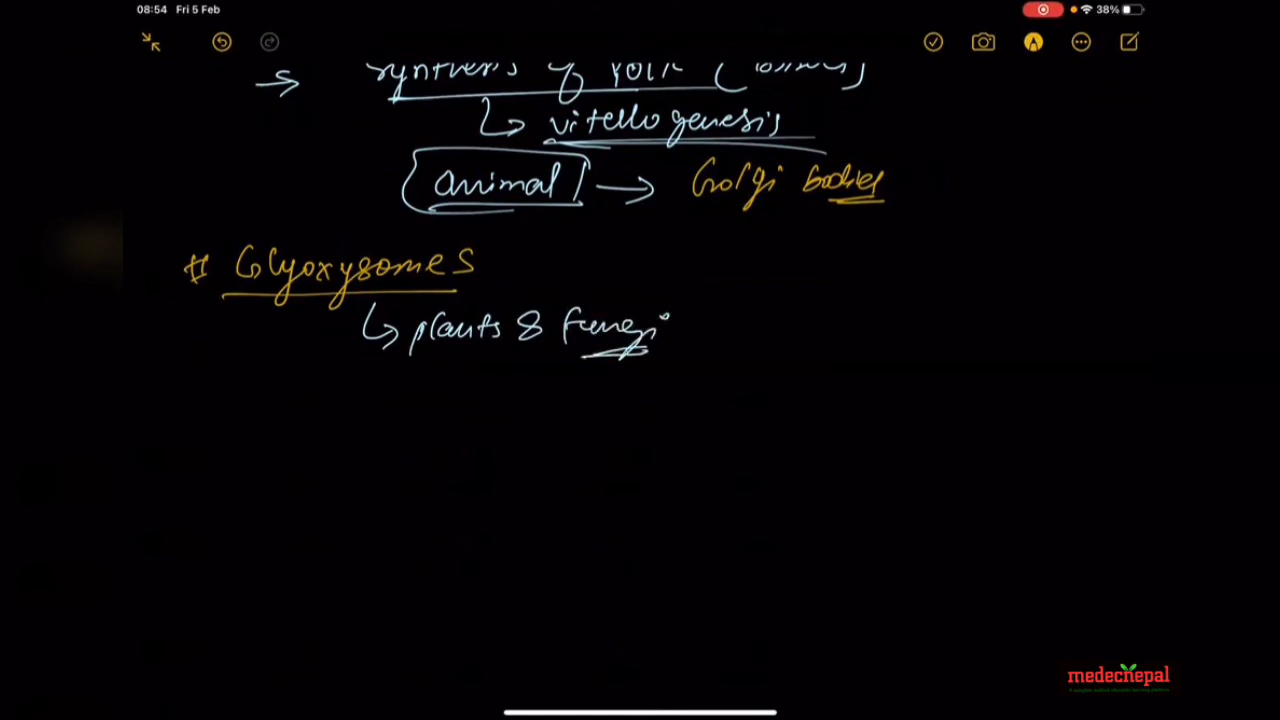 08:54 Fri 5 Feb 38%
→ synthesis of yolk (
↳ vitellogenesis
animal → Golgi bodies
# Glyoxysomes
↳ plants & fungi
medecnepal